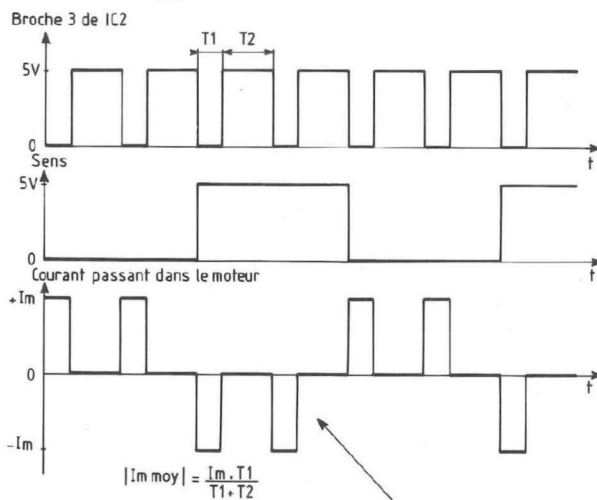 Broche 3 de IC2
T1 T2
5V
0
t
Sens
5V
0
t
Courant passant dans le moteur
+Im
0
t
-Im
|Im moy| = Im . T1 / T1 + T2